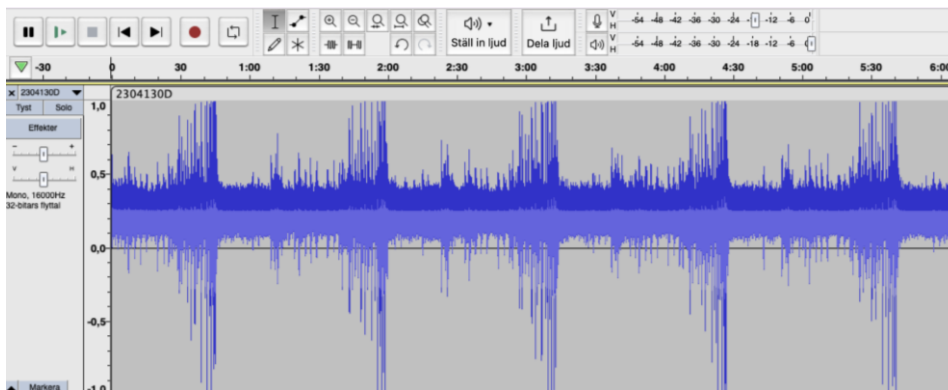 V H -54 -48 -42 -36 -30 -24 -12 -6 0
Ställ in ljud Dela ljud
V H -54 -48 -42 -36 -30 -24 -18 -12 -6
-30 0 30 1:00 1:30 2:00 2:30 3:00 3:30 4:00 4:30 5:00 5:30 6:00
2304130D 2304130D
Tyst Solo
Effekter
- +
V H
Mono, 16000Hz
32-bitars flyttal
1,0
0,5
0,0
-0,5
-1,0
Markera